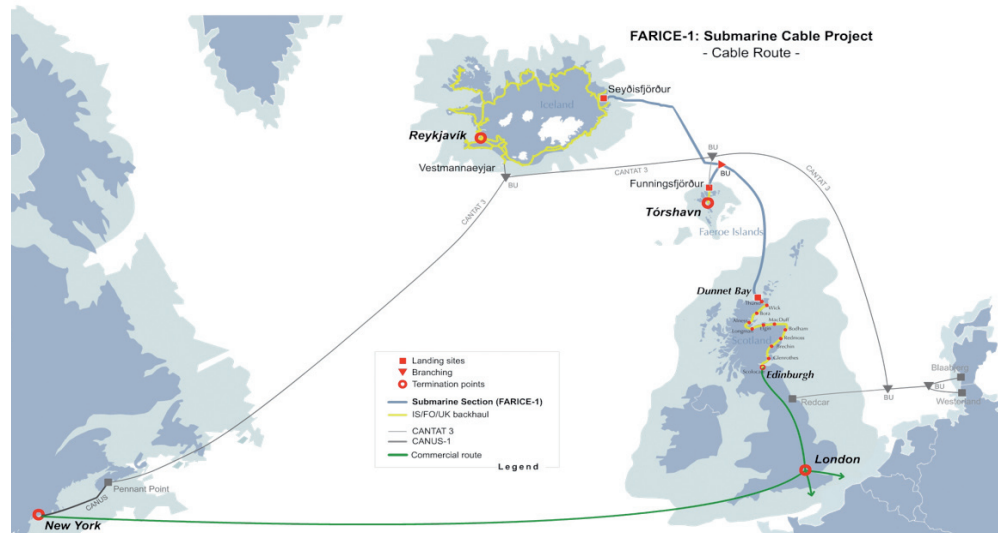 FARICE-1: Submarine Cable Project
- Cable Route -
Seyðisfjörður
Iceland
Reykjavík
Vestmannaeyjar
BU
CANTAT 3
BU
BU
CANTAT 3
CANTAT 3
Funningsfjörður
Tórshavn
Faeroe Islands
Dunnet Bay
Wick
MacDuff
Scotland
Edinburgh
Redcar
BU
BU
Blaabjerg
Westerland
London
Landing sites
Branching
Termination points
Submarine Section (FARICE-1)
IS/FO/UK backhaul
CANTAT 3
CANUS-1
Commercial route
Legend
Pennant Point
CANUS
New York